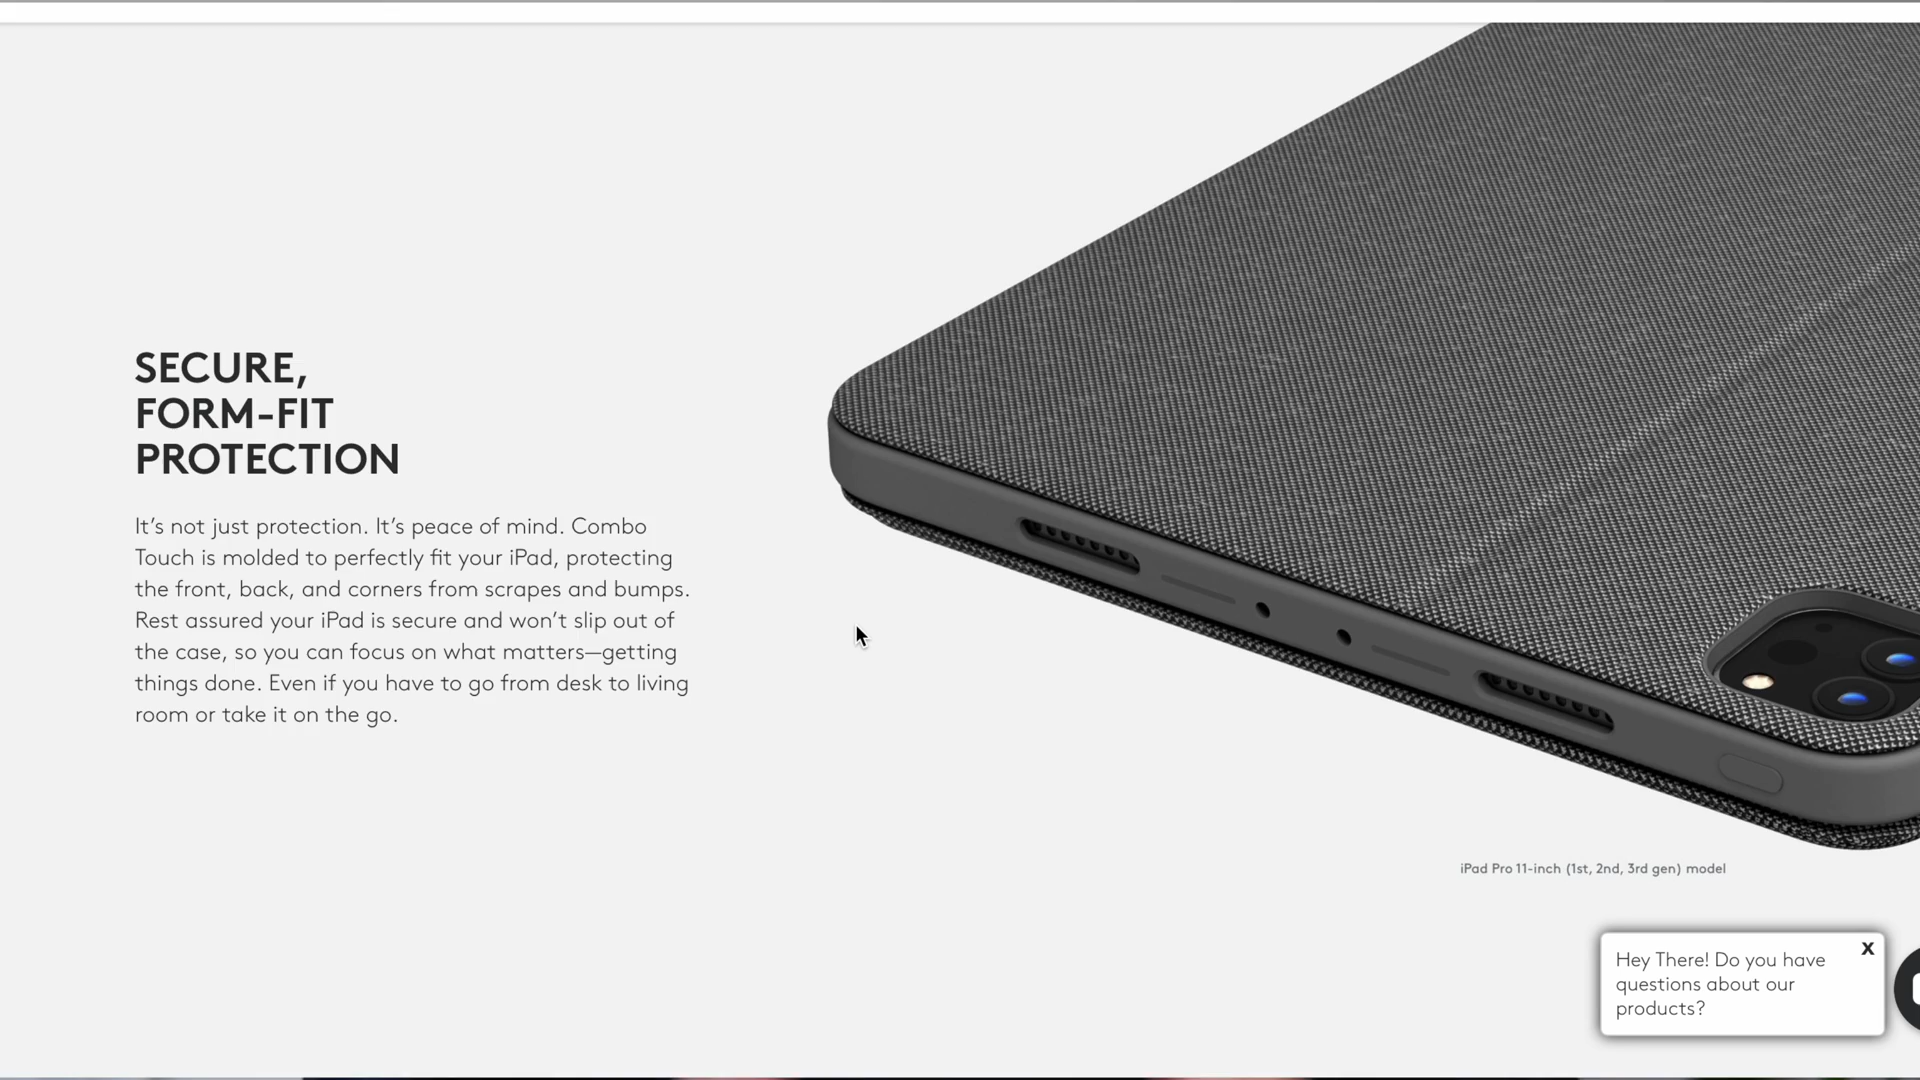 SECURE,
FORM-FIT
PROTECTION
It’s not just protection. It’s peace of mind. Combo
Touch is molded to perfectly fit your iPad, protecting
the front, back, and corners from scrapes and bumps.
Rest assured your iPad is secure and won’t slip out of
the case, so you can focus on what matters—getting
things done. Even if you have to go from desk to living
room or take it on the go.
iPad Pro 11-inch (1st, 2nd, 3rd gen) model
X
Hey There! Do you have
questions about our
products?